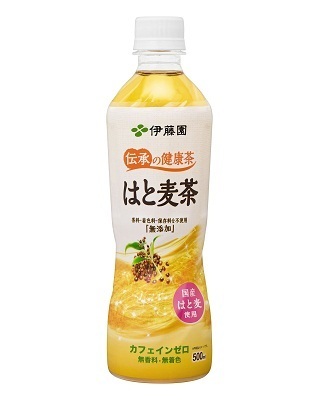 伊藤園
伝承の健康茶
はと麦茶
香料・着色料・保存料を不使用
「無添加」
国産
はと麦
使用
カフェインゼロ
無香料・無着色
500ml